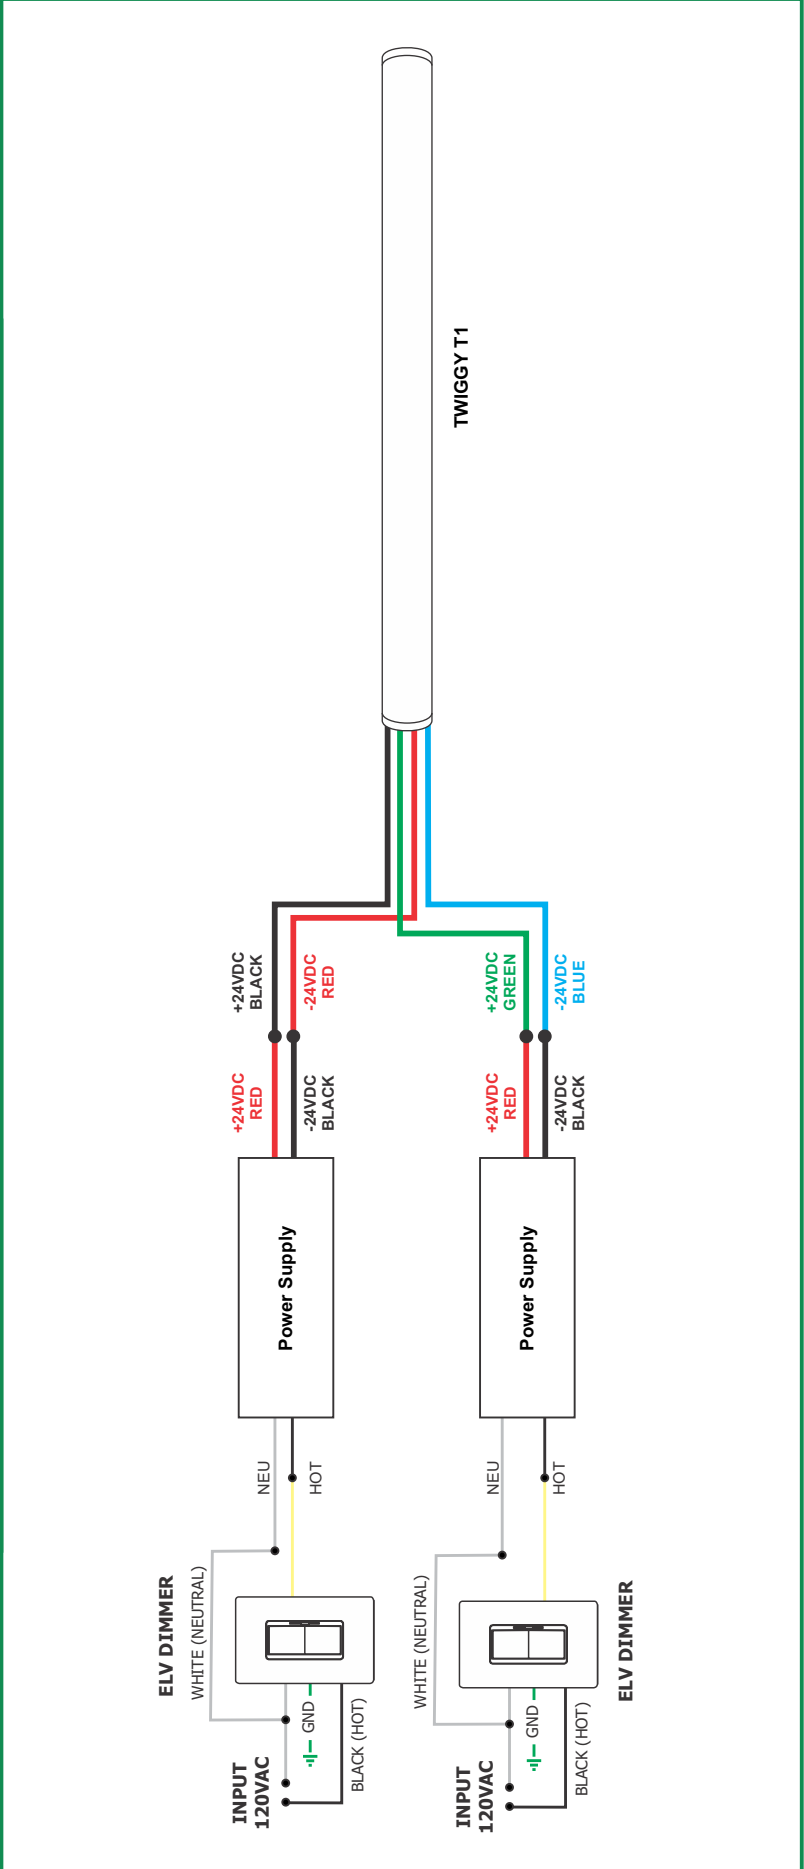 TWIGGY T1
+24VDC
BLACK
-24VDC
RED
+24VDC
GREEN
-24VDC
BLUE
+24VDC
RED
-24VDC
BLACK
+24VDC
RED
-24VDC
BLACK
Power Supply
Power Supply
NEU
HOT
NEU
HOT
ELV DIMMER
WHITE (NEUTRAL)
GND
BLACK (HOT)
INPUT
120VAC
WHITE (NEUTRAL)
ELV DIMMER
GND
BLACK (HOT)
INPUT
120VAC